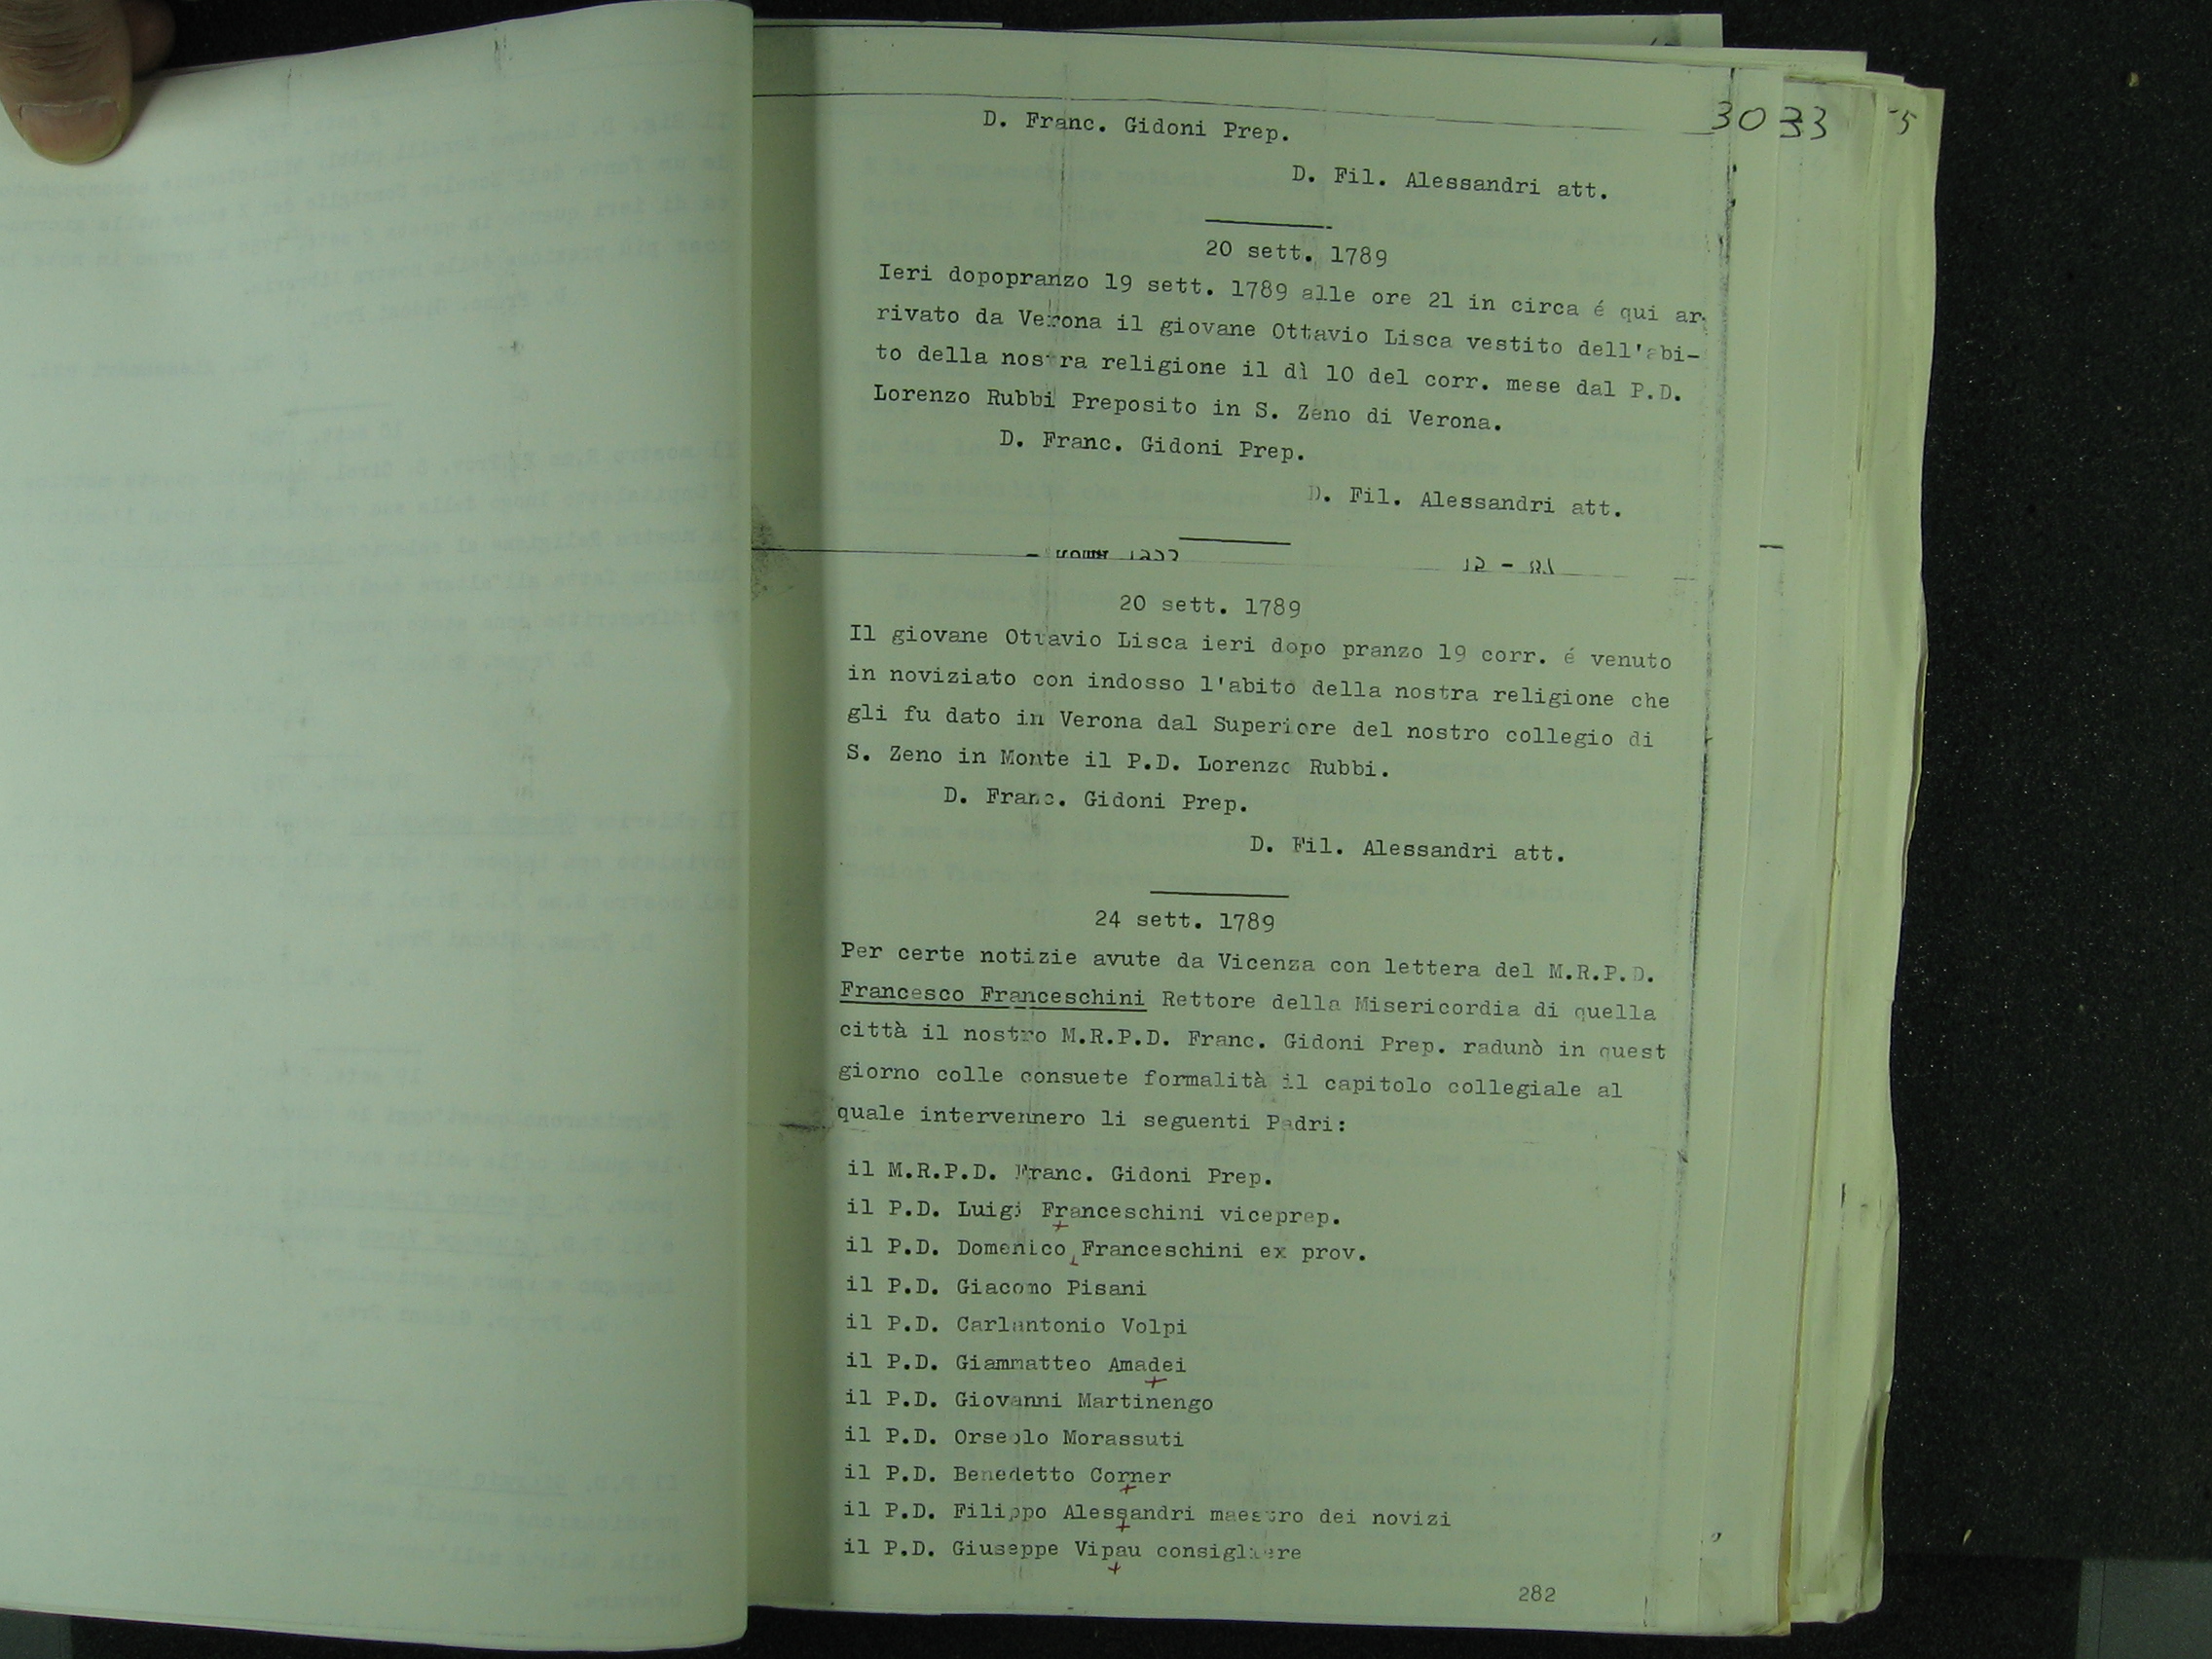 3033
5
D. Franc. Gidoni Prep.
D. Fil. Alessandri att.
20 sett. 1789
Ieri dopopranzo 19 sett. 1789 alle ore 21 in circa é qui ar
rivato da Verona il giovane Ottavio Lisca vestito dell'abi-
to della nostra religione il dì 10 del corr. mese dal P.D.
Lorenzo Rubbi Preposito in S. Zeno di Verona.
D. Franc. Gidoni Prep.
D. Fil. Alessandri att.
20 sett. 1789
Il giovane Ottavio Lisca ieri dopo pranzo 19 corr. é venuto
in noviziato con indosso l'abito della nostra religione che
gli fu dato in Verona dal Superiore del nostro collegio di
S. Zeno in Monte il P.D. Lorenzo Rubbi.
D. Franc. Gidoni Prep.
D. Fil. Alessandri att.
24 sett. 1789
Per certe notizie avute da Vicenza con lettera del M.R.P.D.
Francesco Franceschini Rettore della Misericordia di quella
città il nostro M.R.P.D. Franc. Gidoni Prep. radunò in quest
giorno colle consuete formalità il capitolo collegiale al
quale intervennero li seguenti Padri:
il M.R.P.D. Franc. Gidoni Prep.
il P.D. Luigi Franceschini viceprep.
il P.D. Domenico Franceschini ex prov.
il P.D. Giacomo Pisani
il P.D. Carlantonio Volpi
il P.D. Giammatteo Amadei
il P.D. Giovanni Martinengo
il P.D. Orseolo Morassuti
il P.D. Benedetto Corner
il P.D. Filippo Alessandri maestro dei novizi
il P.D. Giuseppe Vipau consigliere
282